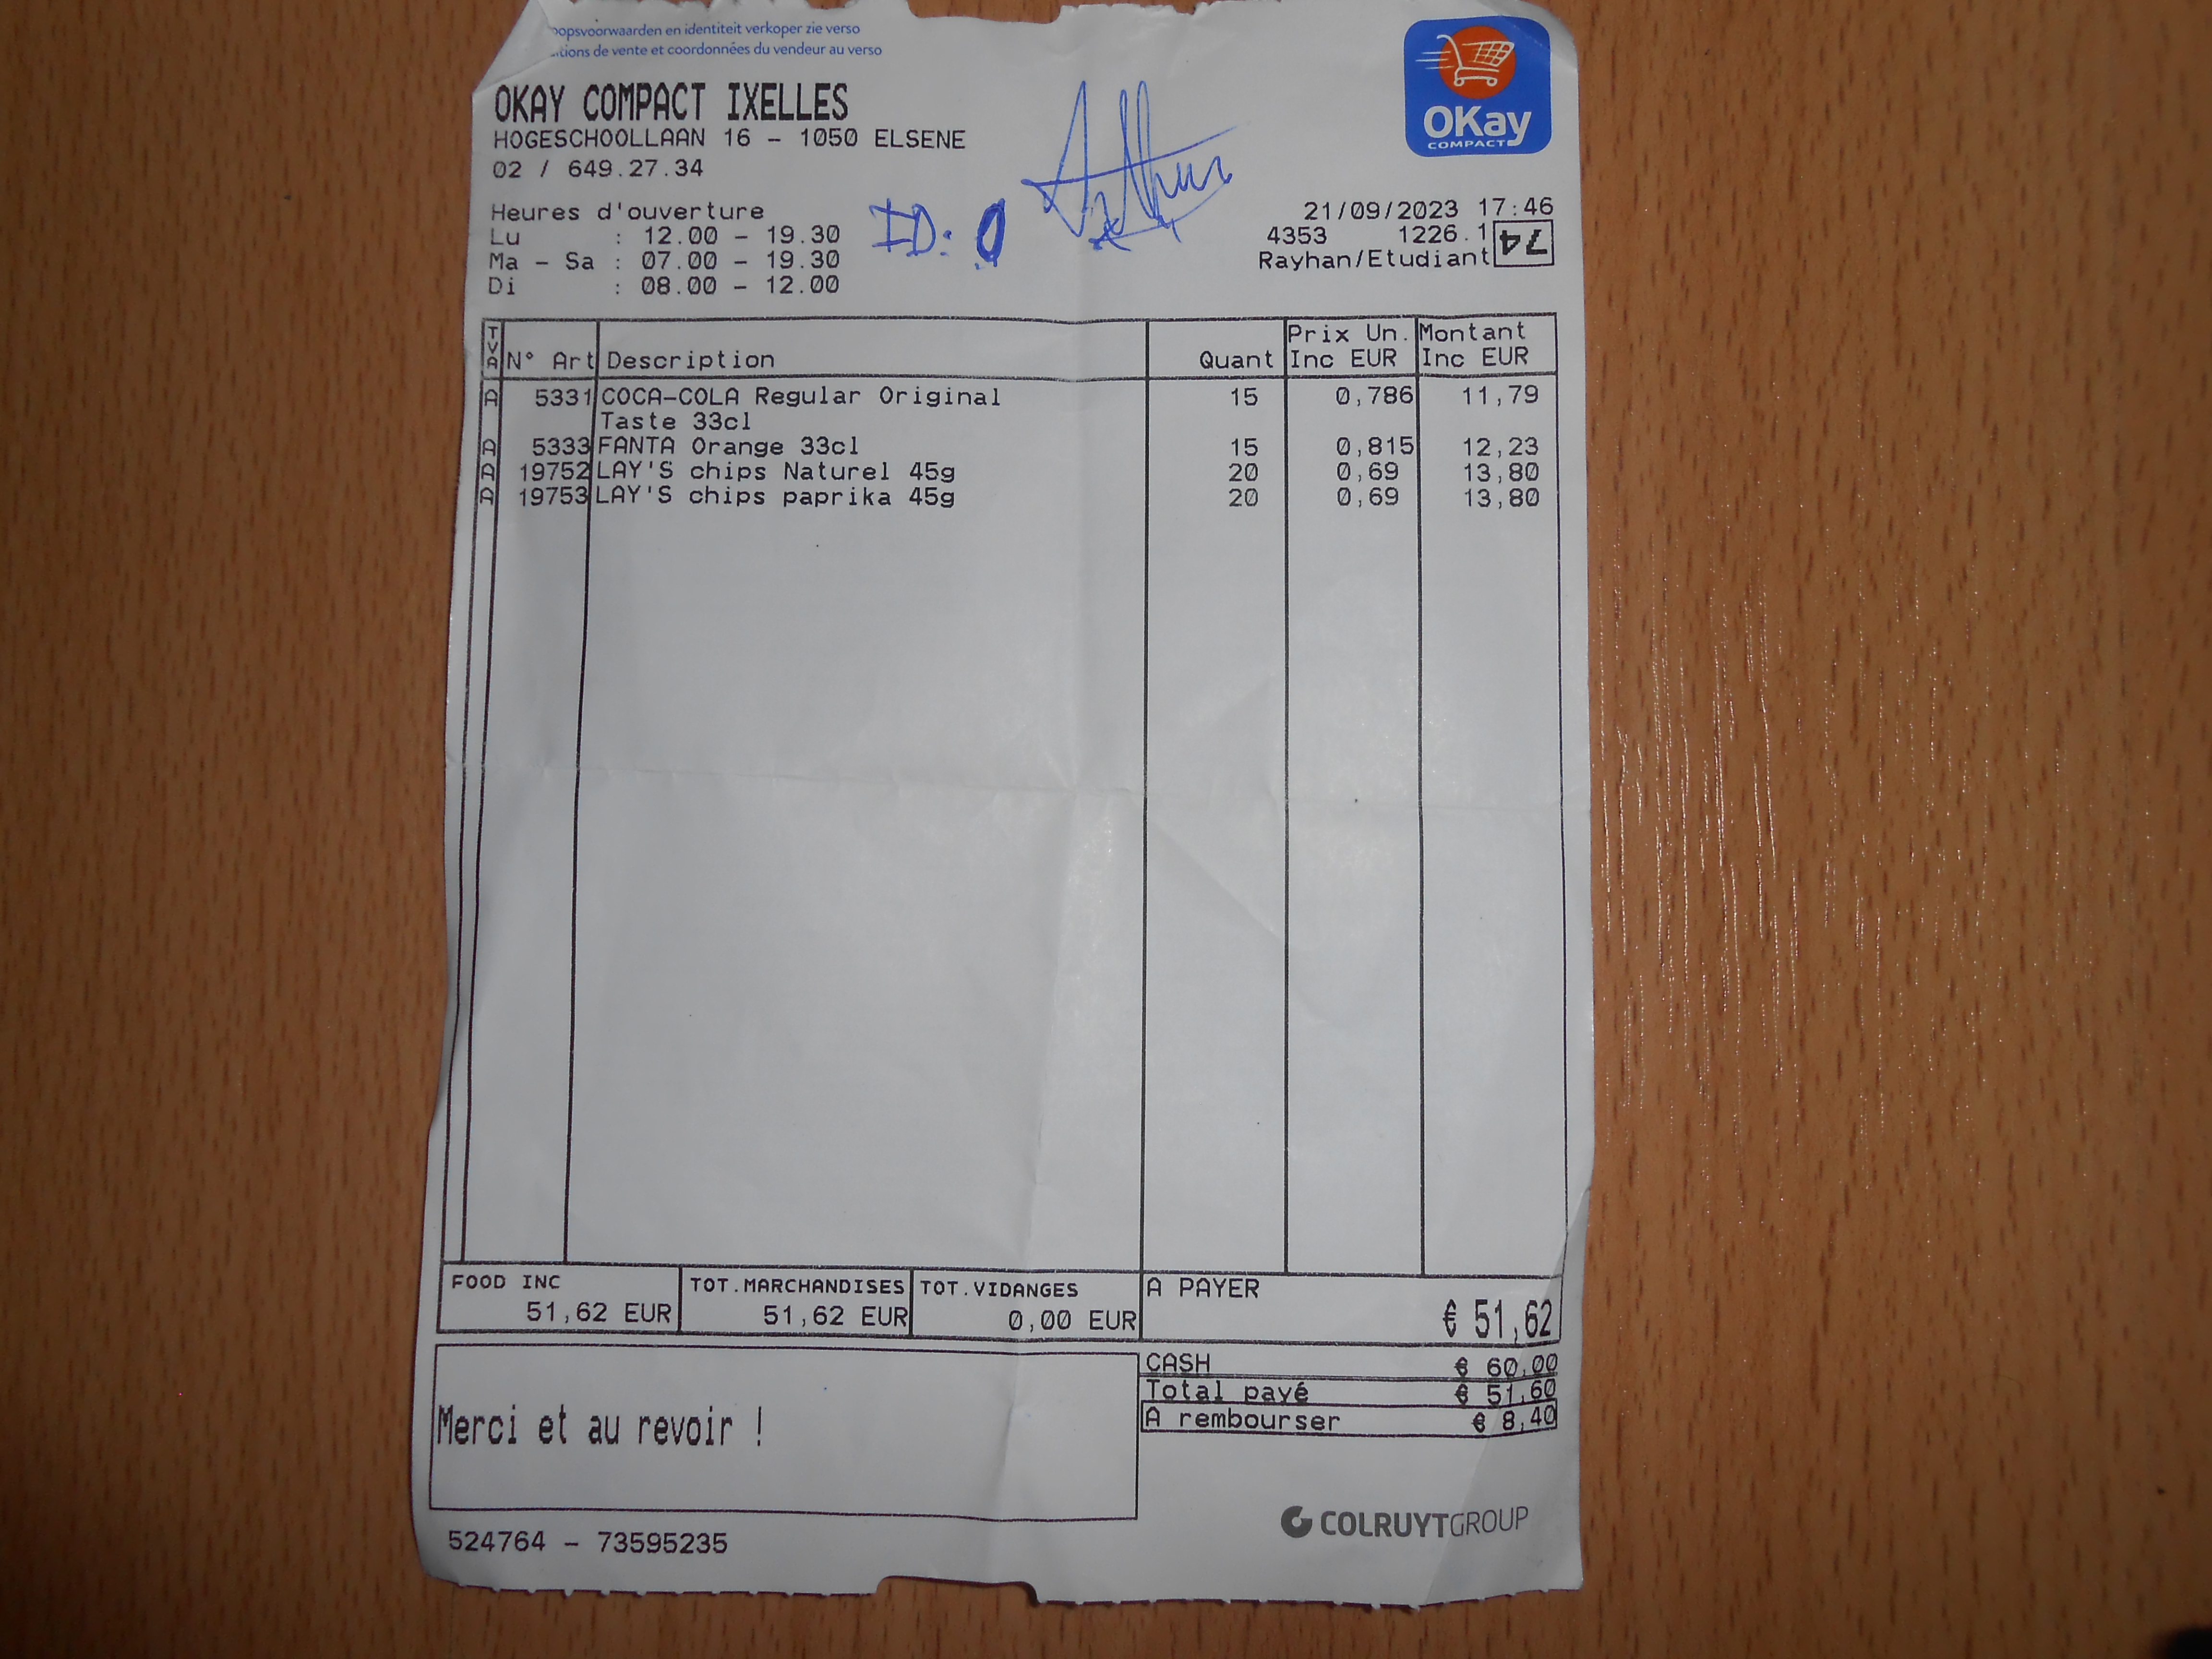 oopsvoorwaarden en identiteit verkoper zie verso
itions de vente et coordonnées du vendeur au verso
OKay
COMPACT
OKAY COMPACT IXELLES
HOGESCHOOLLAAN 16 - 1050 ELSENE
02 / 649.27.34
Arthur
ID: 0
Heures d'ouverture
Lu : 12.00 - 19.30
Ma - Sa : 07.00 - 19.30
Di : 08.00 - 12.00
21/09/2023 17:46
4353 1226.1
Rayhan/Etudiant
74
TVA N° Art Description Quant Prix Un. Inc EUR Montant Inc EUR
A 5331 COCA-COLA Regular Original 15 0,786 11,79
Taste 33cl
A 5333 FANTA Orange 33cl 15 0,815 12,23
A 19752 LAY'S chips Naturel 45g 20 0,69 13,80
A 19753 LAY'S chips paprika 45g 20 0,69 13,80
FOOD INC TOT.MARCHANDISES TOT.VIDANGES A PAYER
51,62 EUR 51,62 EUR 0,00 EUR € 51,62
CASH € 60,00
Total payé € 51,60
A rembourser € 8,40
Merci et au revoir !
COLRUYTGROUP
524764 - 73595235